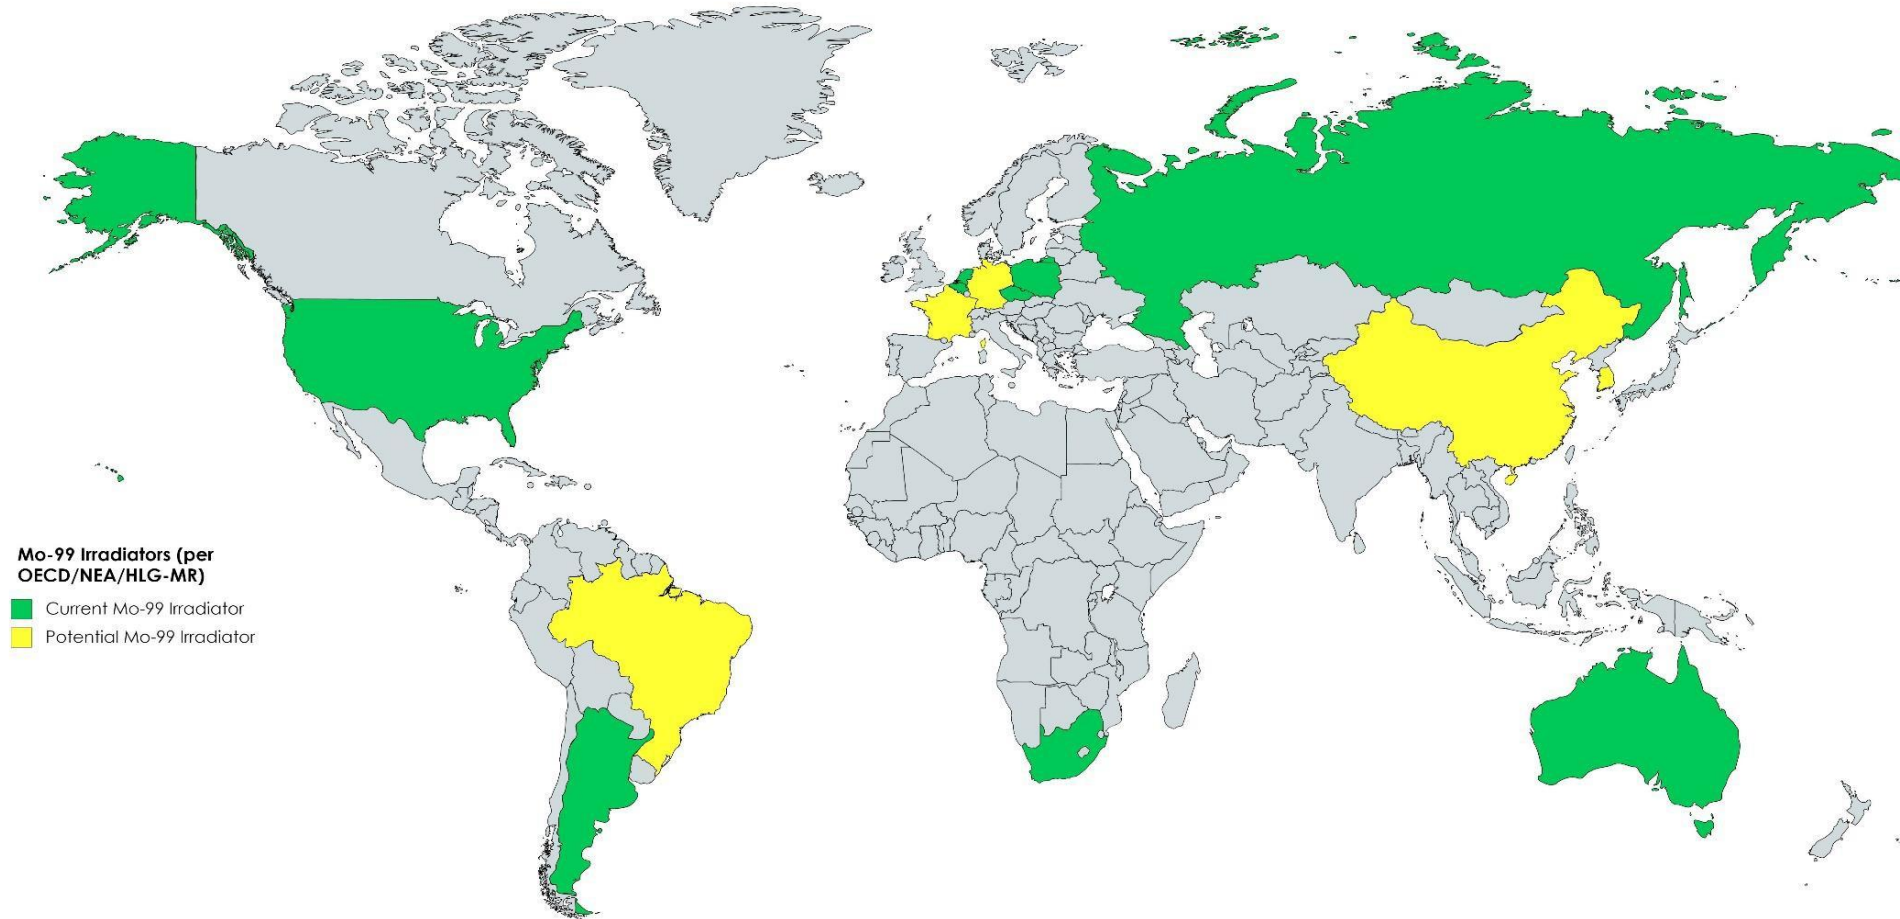 Mo-99 Irradiators (per
OECD/NEA/HLG-MR)
Current Mo-99 Irradiator
Potential Mo-99 Irradiator